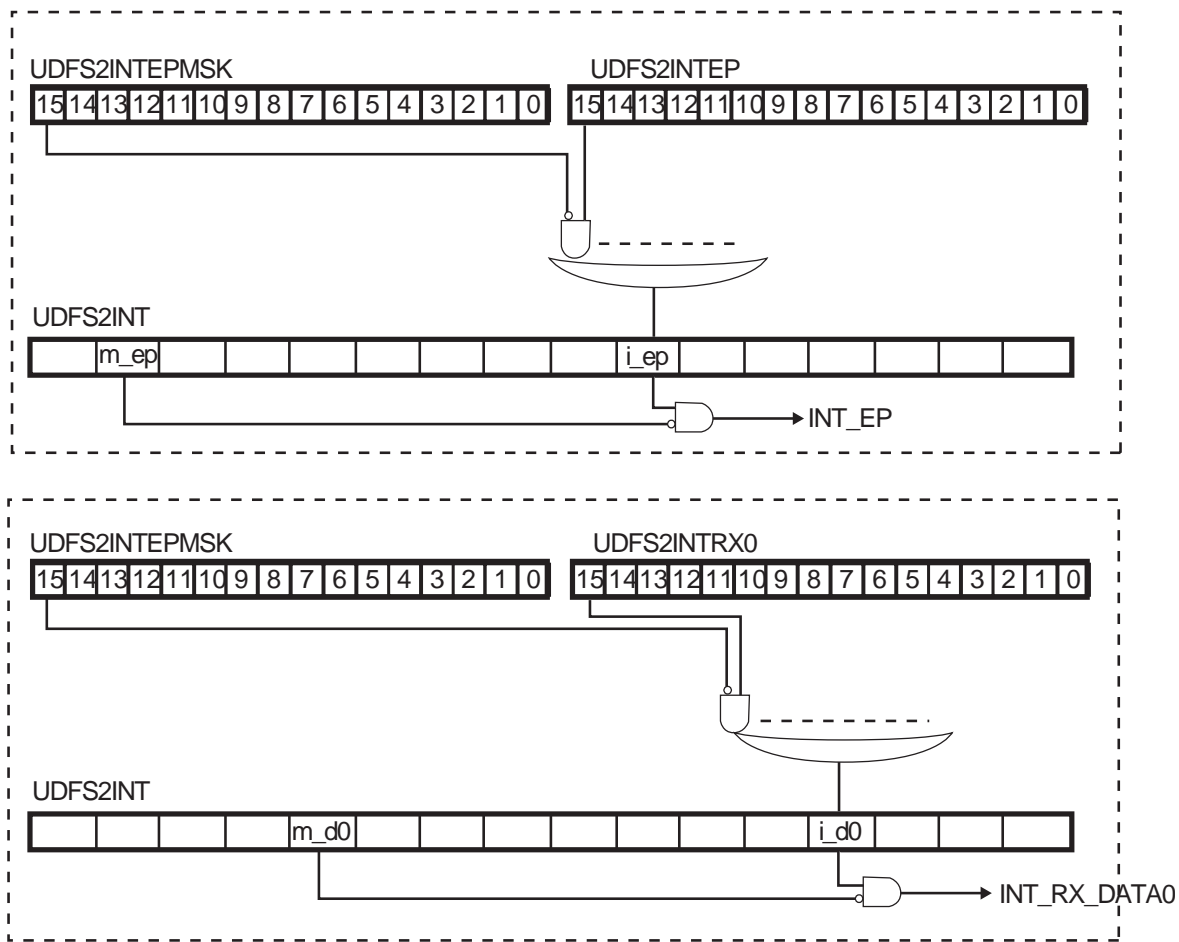 UDFS2INTEPMSK UDFS2INTEP
15 14 13 12 11 10 9 8 7 6 5 4 3 2 1 0 15 14 13 12 11 10 9 8 7 6 5 4 3 2 1 0
UDFS2INT
m_ep i_ep
INT_EP
UDFS2INTEPMSK UDFS2INTRX0
15 14 13 12 11 10 9 8 7 6 5 4 3 2 1 0 15 14 13 12 11 10 9 8 7 6 5 4 3 2 1 0
UDFS2INT
m_d0 i_d0
INT_RX_DATA0